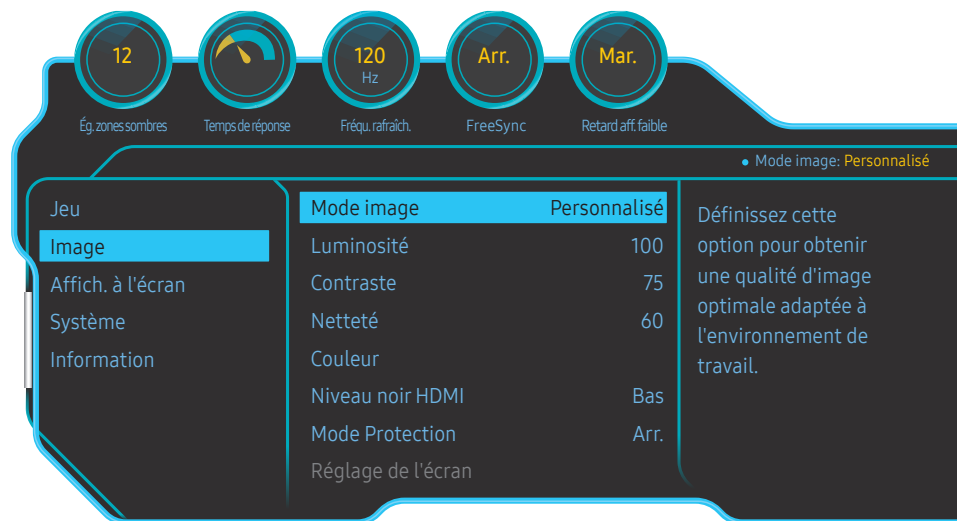 12
120
Hz
Arr.
Mar.
Ég. zones sombres
Temps de réponse
Fréqu. rafraîch.
FreeSync
Retard aff. faible
• Mode image: Personnalisé
Jeu
Image
Affich. à l'écran
Système
Information
Mode image Personnalisé
Luminosité 100
Contraste 75
Netteté 60
Couleur
Niveau noir HDMI Bas
Mode Protection Arr.
Réglage de l'écran
Définissez cette
option pour obtenir
une qualité d'image
optimale adaptée à
l'environnement de
travail.